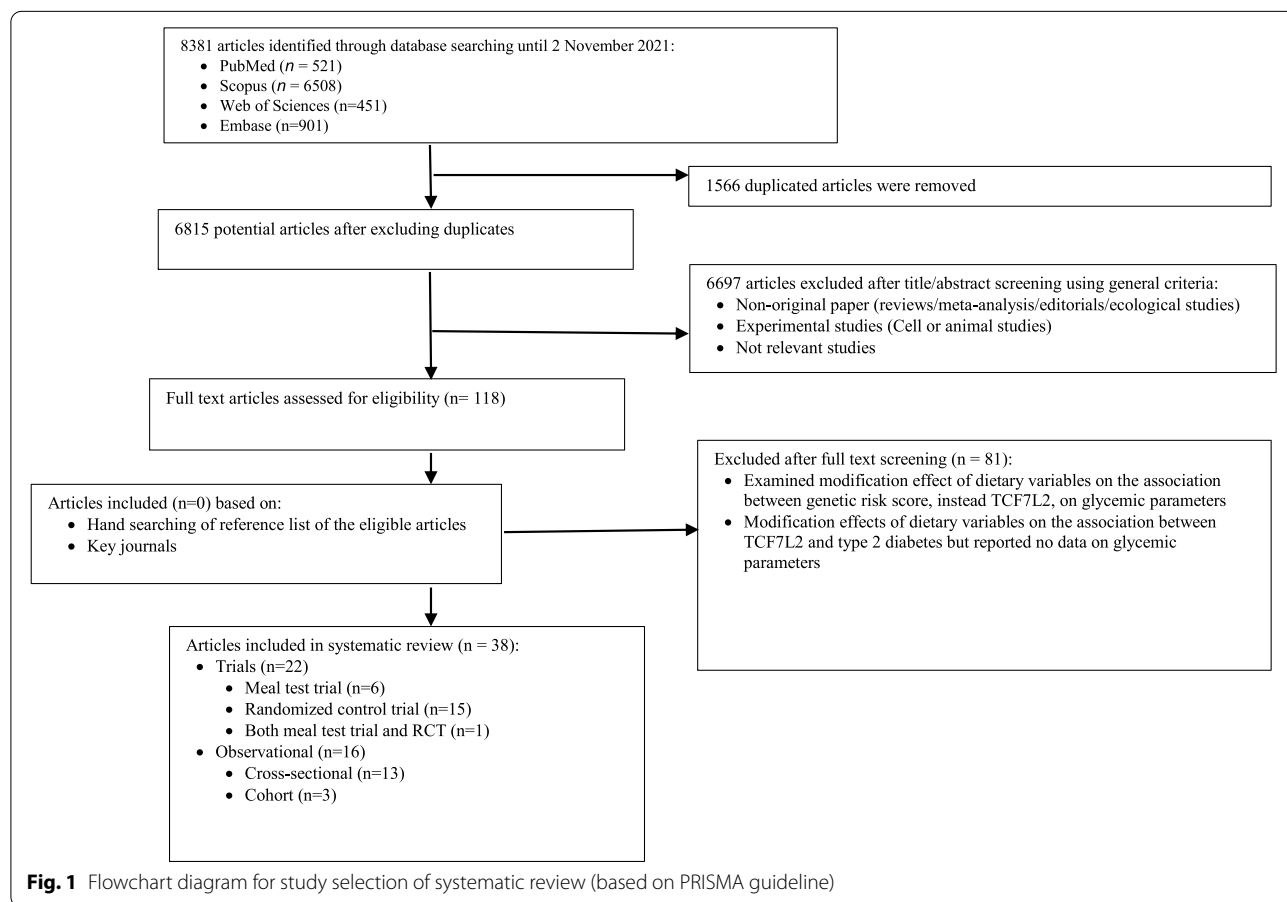 8381 articles identified through database searching until 2 November 2021:
• PubMed (n = 521)
• Scopus (n = 6508)
• Web of Sciences (n=451)
• Embase (n=901)
1566 duplicated articles were removed
6815 potential articles after excluding duplicates
6697 articles excluded after title/abstract screening using general criteria:
• Non-original paper (reviews/meta-analysis/editorials/ecological studies)
• Experimental studies (Cell or animal studies)
• Not relevant studies
Full text articles assessed for eligibility (n= 118)
Excluded after full text screening (n = 81):
• Examined modification effect of dietary variables on the association
between genetic risk score, instead TCF7L2, on glycemic parameters
• Modification effects of dietary variables on the association between
TCF7L2 and type 2 diabetes but reported no data on glycemic
parameters
Articles included (n=0) based on:
• Hand searching of reference list of the eligible articles
• Key journals
Articles included in systematic review (n = 38):
• Trials (n=22)
• Meal test trial (n=6)
• Randomized control trial (n=15)
• Both meal test trial and RCT (n=1)
• Observational (n=16)
• Cross-sectional (n=13)
• Cohort (n=3)
Fig. 1 Flowchart diagram for study selection of systematic review (based on PRISMA guideline)